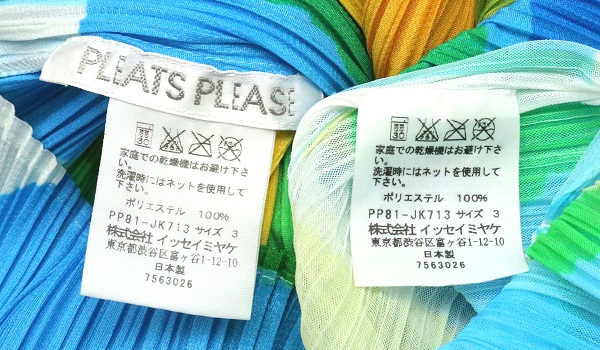 PLEATS PLEASE
家庭での乾燥機はお避け下さ
い。
洗濯時にはネットを使用して
下さい。
ポリエステル 100%
PP81-JK713 サイズ 3
株式会社 イッセイミヤケ
東京都渋谷区富ヶ谷1-12-10
日本製
7563026
家庭での乾燥機はお避け下さ
い。
洗濯時にはネットを使用して
下さい。
ポリエステル 100%
PP81-JK713 サイズ 3
株式会社 イッセイミヤケ
東京都渋谷区富ヶ谷1-12-10
日本製
7563026